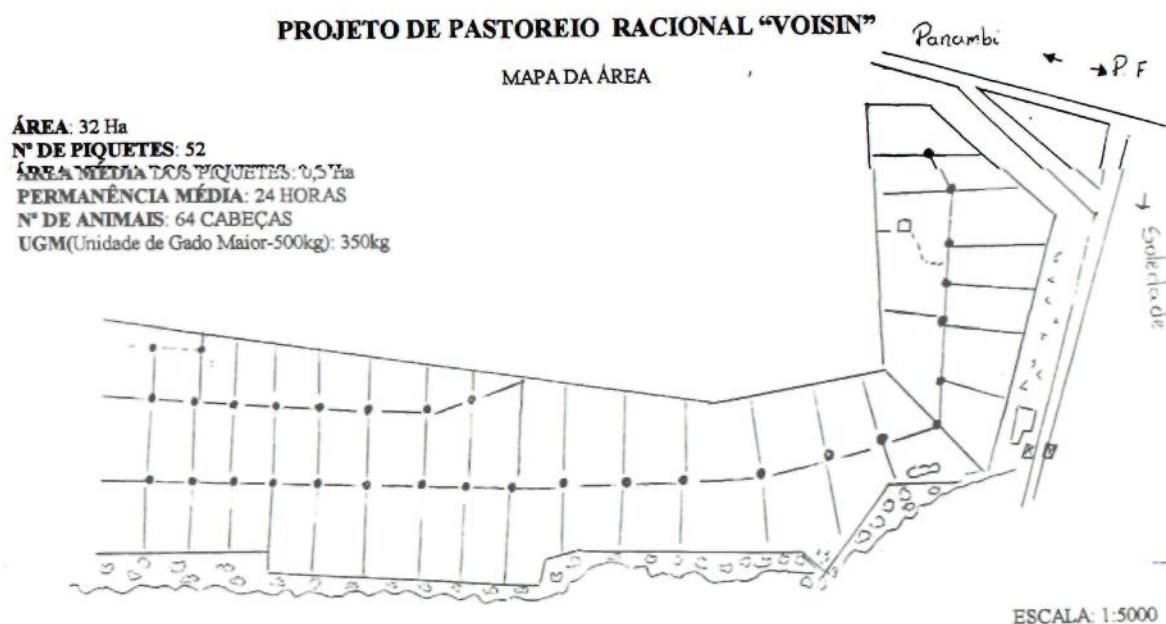 PROJETO DE PASTOREIO RACIONAL “VOISIN”
MAPA DA ÁREA
Panambi
P.F
ÁREA: 32 Ha
Nº DE PIQUETES: 52
ÁREA MÉDIA DOS PIQUETES: 0,5 Ha
PERMANÊNCIA MÉDIA: 24 HORAS
Nº DE ANIMAIS: 64 CABEÇAS
UGM(Unidade de Gado Maior-500kg): 350kg
Soledade
ESCALA: 1:5000